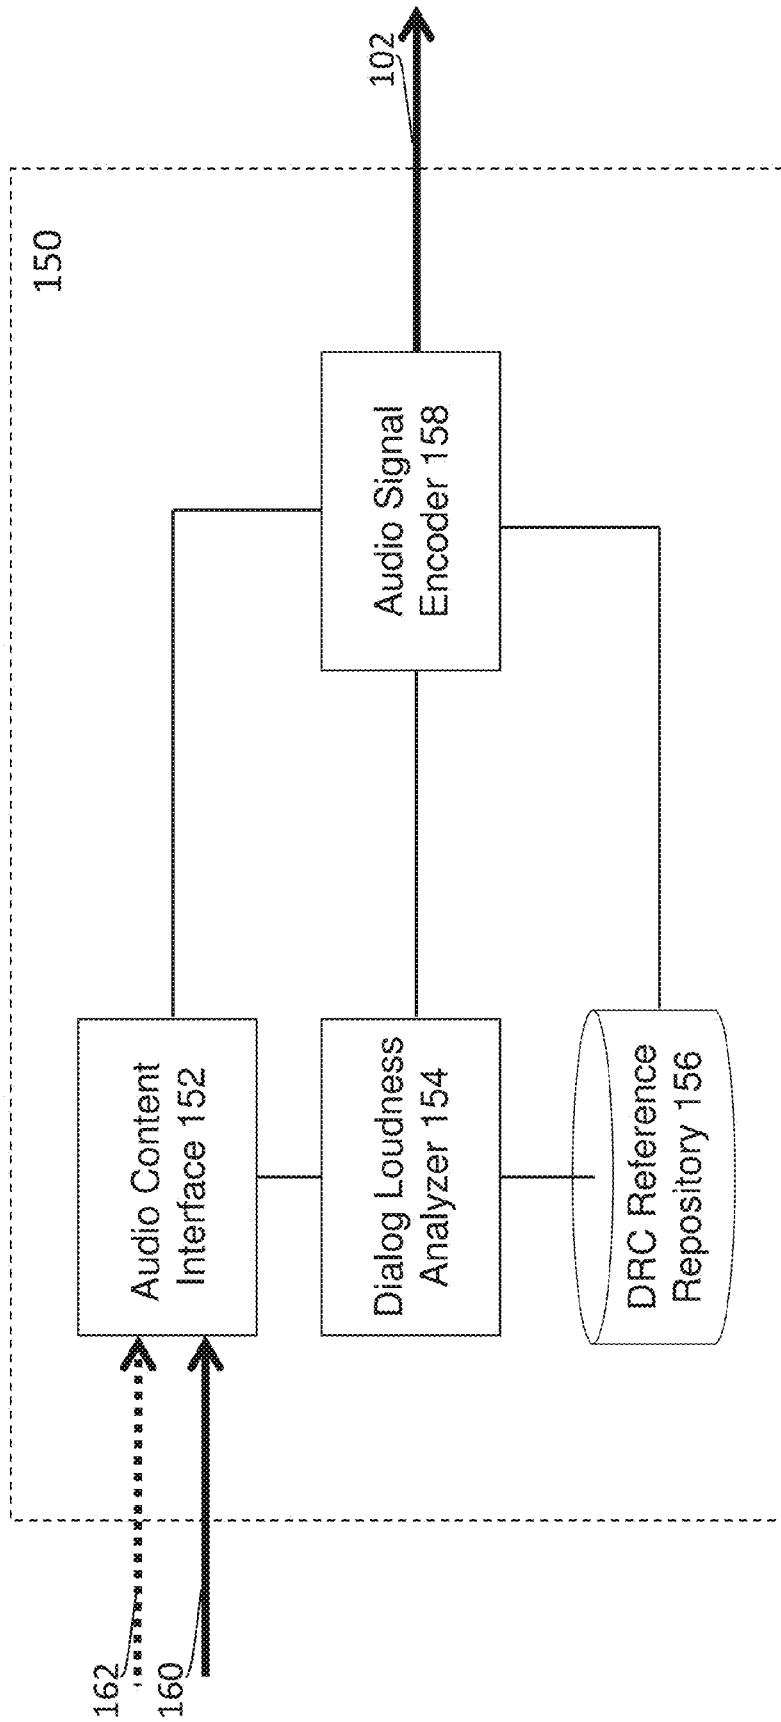 150
162
160
Audio Content
Interface 152
Dialog Loudness
Analyzer 154
DRC Reference
Repository 156
Audio Signal
Encoder 158
102